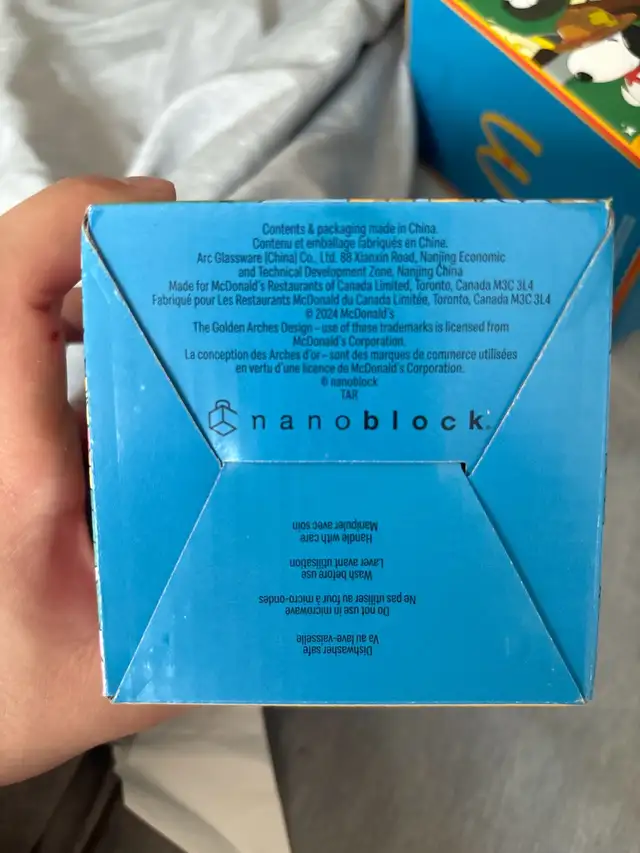 Contents & packaging made in China.
Contenu et emballage fabriqués en Chine.
Arc Glassware (China) Co., Ltd. 88 Xianxin Road, Nanjing Economic
and Technical Development Zone, Nanjing China
Made for McDonald's Restaurants of Canada Limited, Toronto, Canada M3C 3L4
Fabriqué pour Les Restaurants McDonald du Canada Limitée, Toronto, Canada M3C 3L4
© 2024 McDonald's
The Golden Arches Design – use of these trademarks is licensed from
McDonald's Corporation.
La conception des Arches d'or – sont des marques de commerce utilisées
en vertu d'une licence de McDonald's Corporation.
© nanoblock
TAR
nanoblock
Dishwasher safe
Va au lave-vaisselle
Do not use in microwave
Ne pas utiliser au four à micro-ondes
Wash before use
Laver avant utilisation
Handle with care
Manipuler avec soin